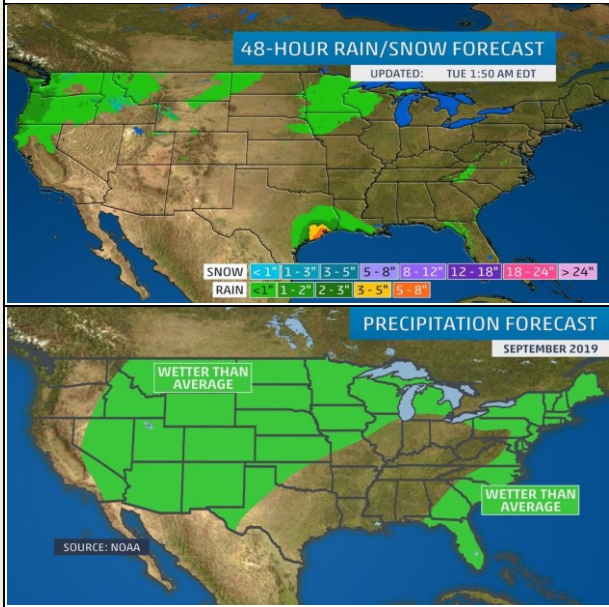 48-HOUR RAIN/SNOW FORECAST
UPDATED: TUE 1:50 AM EDT
SNOW <1" 1 - 3" 3 - 5" 5 - 8" 8 - 12" 12 - 18" 18 - 24" > 24"
RAIN <1" 1 - 2" 2 - 3" 3 - 5" 5 - 8"
PRECIPITATION FORECAST
SEPTEMBER 2019
WETTER THAN
AVERAGE
WETTER THAN
AVERAGE
SOURCE: NOAA